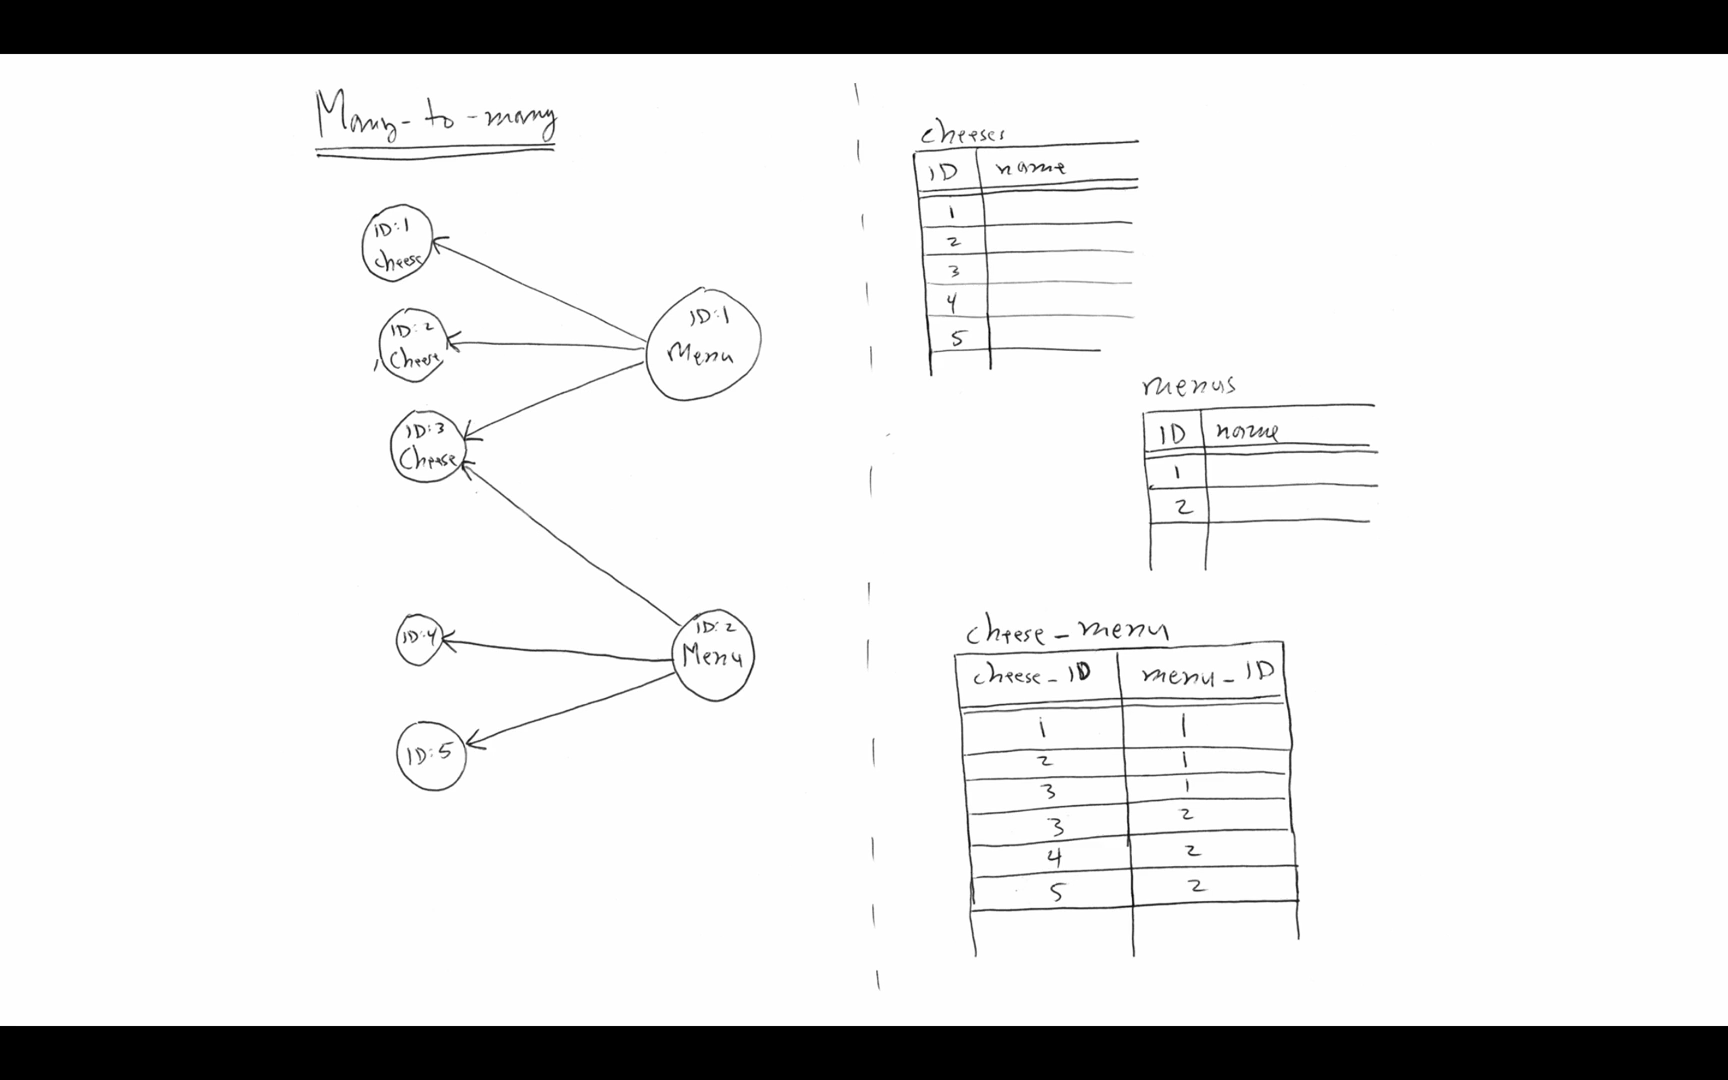 Many-to-many
ID:1
cheese
ID:2
Cheese
ID:3
Cheese
ID:4
ID:5
ID:1
Menu
ID:2
Menu
cheeses
ID name
1
2
3
4
5
menus
ID name
1
2
cheese_menu
cheese_ID menu_ID
1 1
2 1
3 1
3 2
4 2
5 2